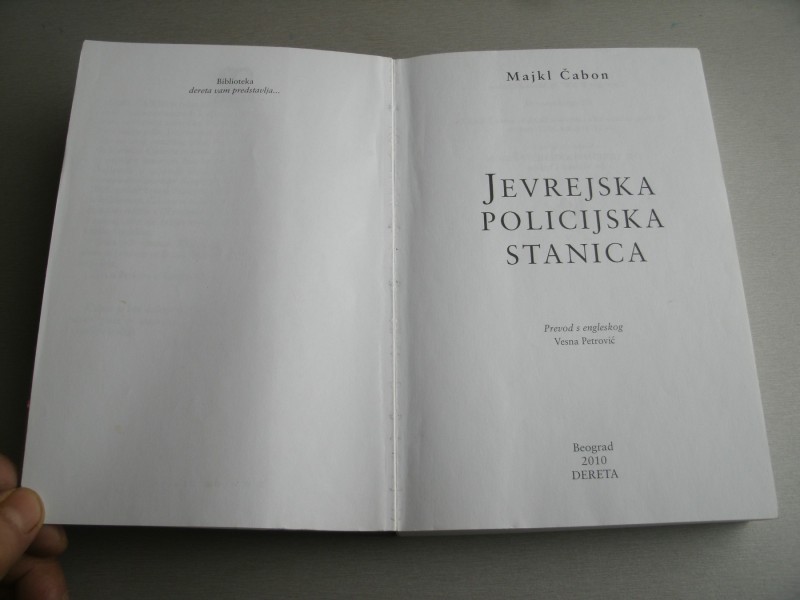 Biblioteka
dereta vam predstavlja...
Majkl Čabon
JEVREJSKA
POLICIJSKA
STANICA
Prevod s engleskog
Vesna Petrović
Beograd
2010
DERETA